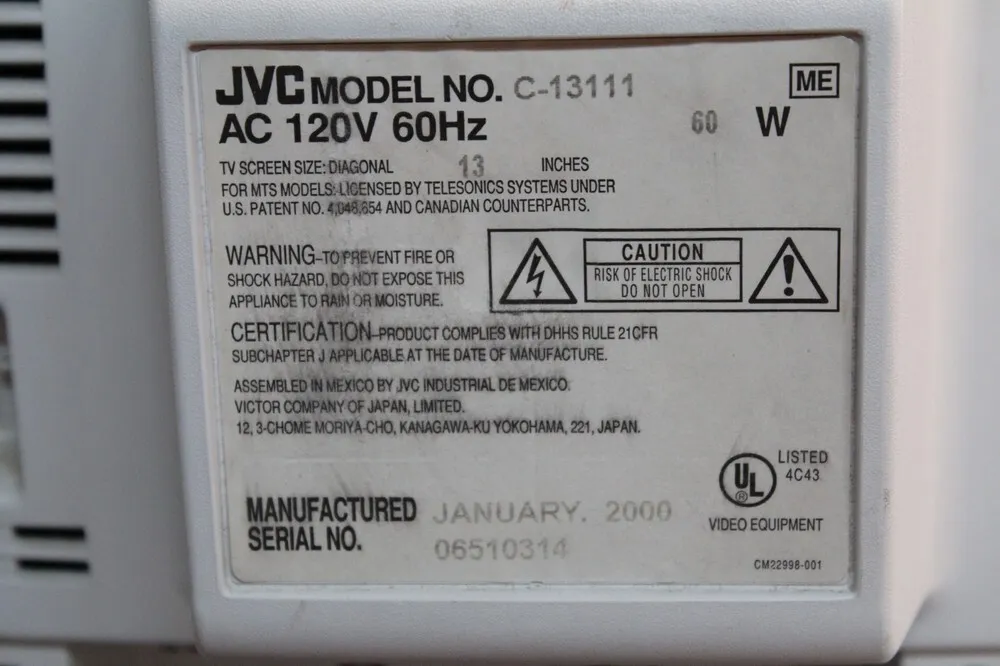 JVC MODEL NO. C-13111 ME
AC 120V 60Hz 60 W
TV SCREEN SIZE: DIAGONAL 13 INCHES
FOR MTS MODELS: LICENSED BY TELESONICS SYSTEMS UNDER
U.S. PATENT NO. 4,048,654 AND CANADIAN COUNTERPARTS.
WARNING-TO PREVENT FIRE OR
SHOCK HAZARD, DO NOT EXPOSE THIS
APPLIANCE TO RAIN OR MOISTURE.
CAUTION
RISK OF ELECTRIC SHOCK
DO NOT OPEN
CERTIFICATION-PRODUCT COMPLIES WITH DHHS RULE 21CFR
SUBCHAPTER J APPLICABLE AT THE DATE OF MANUFACTURE.
ASSEMBLED IN MEXICO BY JVC INDUSTRIAL DE MEXICO.
VICTOR COMPANY OF JAPAN, LIMITED.
12, 3-CHOME MORIYA-CHO, KANAGAWA-KU YOKOHAMA, 221, JAPAN.
UL ® LISTED
4C43
VIDEO EQUIPMENT
MANUFACTURED JANUARY. 2000
SERIAL NO. 06510314
CM22998-001